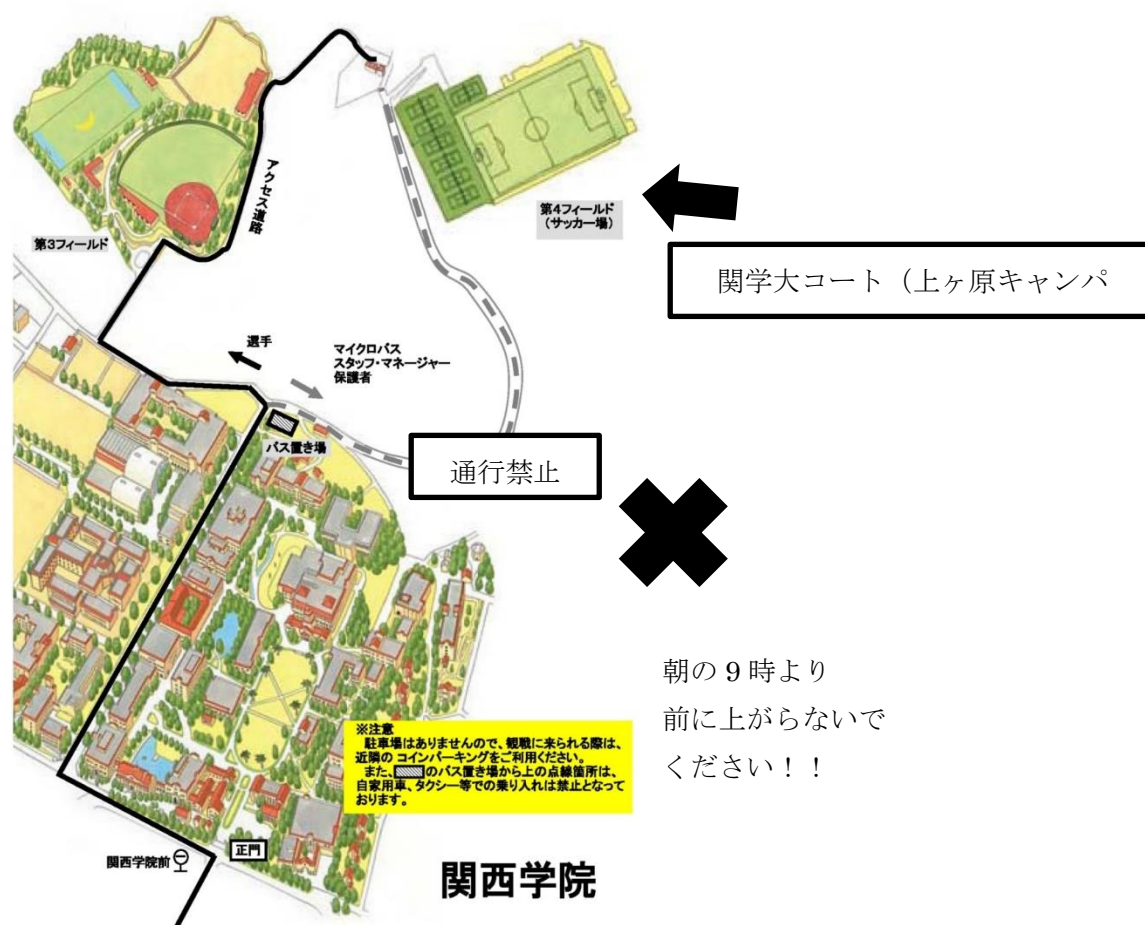 アクセス道路
第3フィールド
第4フィールド
(サッカー場)
関学大コート（上ヶ原キャンパ
選手
マイクロバス
スタッフ・マネージャー
保護者
バス置き場
通行禁止
朝の 9 時より
前に上がらないで
ください！！
※注意
駐車場はありませんので、観戦に来られる際は、
近隣の コインパーキングをご利用ください。
また、のバス置き場から上の点線箇所は、
自家用車、タクシー等での乗り入れは禁止となって
おります。
関西学院前
正門
関西学院